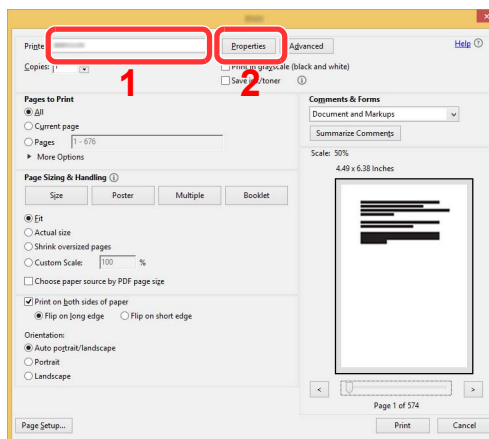 Printer
Properties
Advanced
Help
1
2
Copies:
Print in grayscale (black and white)
Save ink/toner
Pages to Print
All
Current page
Pages
1 - 676
More Options
Comments & Forms
Document and Markups
Summarize Comments
Scale: 50%
4.49 x 6.38 Inches
Page Sizing & Handling
Size
Poster
Multiple
Booklet
Fit
Actual size
Shrink oversized pages
Custom Scale:
100
%
Choose paper source by PDF page size
Print on both sides of paper
Flip on long edge
Flip on short edge
Orientation:
Auto portrait/landscape
Portrait
Landscape
<
>
Page 1 of 574
Page Setup...
Print
Cancel